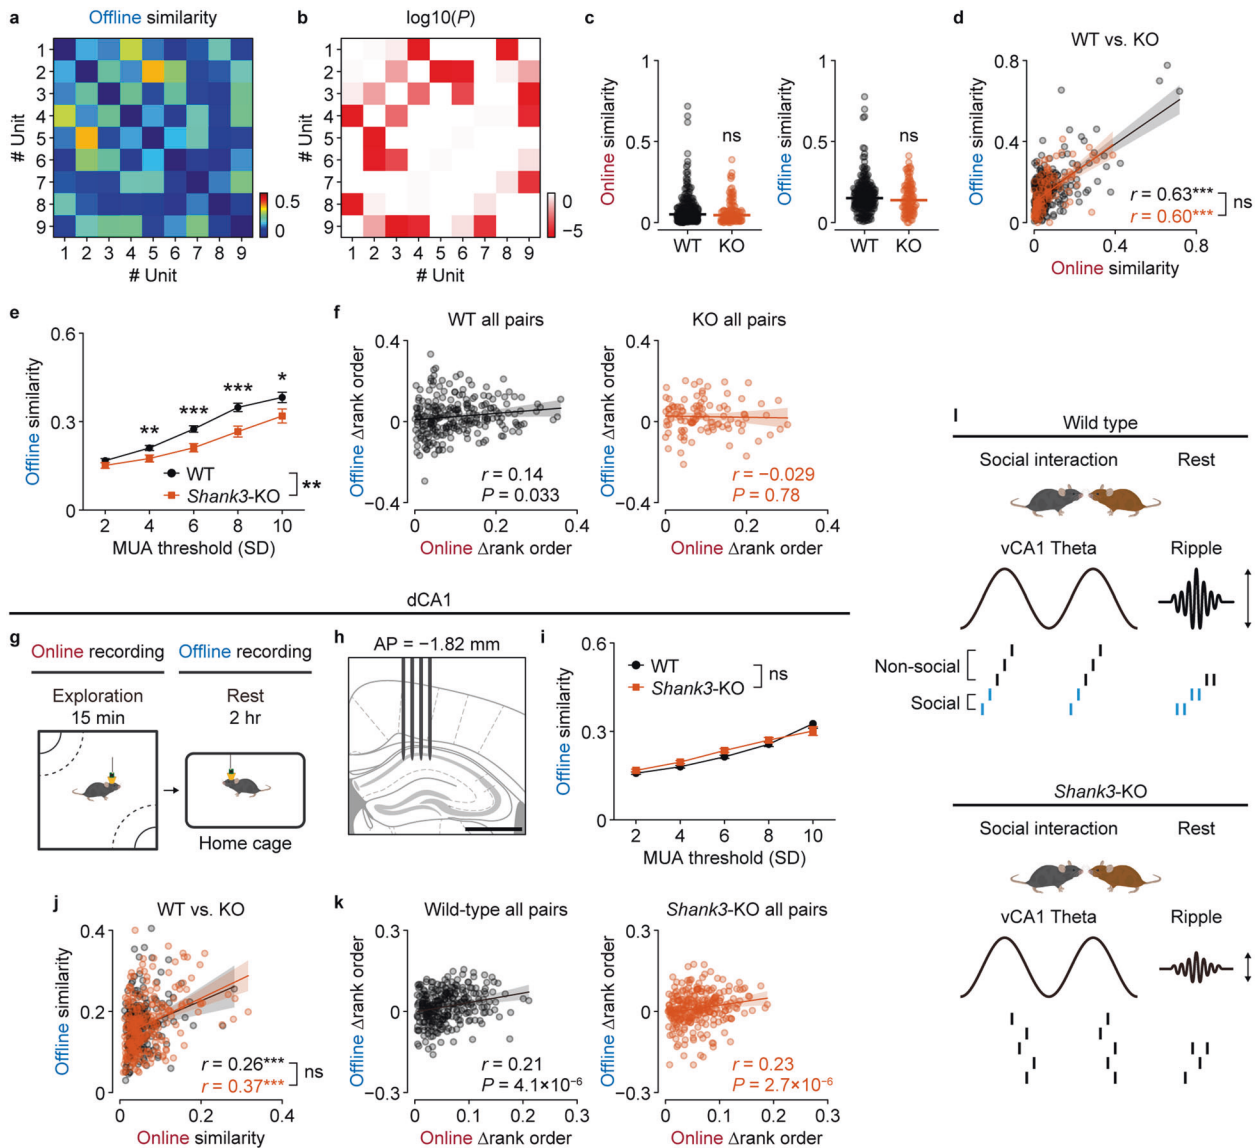 a
Offline similarity
# Unit
1
2
3
4
5
6
7
8
9
1 2 3 4 5 6 7 8 9
# Unit
0.5
0
b
log10(P)
# Unit
1
2
3
4
5
6
7
8
9
1 2 3 4 5 6 7 8 9
# Unit
0
−5
c
Online similarity
1
0.5
0
ns
WT KO
Offline similarity
1
0.5
0
ns
WT KO
d
WT vs. KO
Offline similarity
0.8
0.4
0
r = 0.63***
r = 0.60***
ns
0 0.4 0.8
Online similarity
e
Offline similarity
0.6
0.3
0
** *** *** *
WT
Shank3-KO
**
2 4 6 8 10
MUA threshold (SD)
f
WT all pairs
Offline Δrank order
0.4
0
−0.4
r = 0.14
P = 0.033
0 0.2 0.4
Online Δrank order
KO all pairs
Offline Δrank order
0.4
0
−0.4
r = −0.029
P = 0.78
0 0.2 0.4
Online Δrank order
dCA1
g
Online recording
Offline recording
Exploration
15 min
Rest
2 hr
Home cage
h
AP = −1.82 mm
i
Offline similarity
0.6
0.3
0
WT
Shank3-KO
ns
2 4 6 8 10
MUA threshold (SD)
j
WT vs. KO
Offline similarity
0.4
0.2
0
r = 0.26***
r = 0.37***
ns
0 0.2 0.4
Online similarity
k
Wild-type all pairs
Offline Δrank order
0.3
0
−0.3
r = 0.21
P = 4.1×10⁻⁶
0 0.1 0.2 0.3
Online Δrank order
Shank3-KO all pairs
Offline Δrank order
0.3
0
−0.3
r = 0.23
P = 2.7×10⁻⁶
0 0.1 0.2 0.3
Online Δrank order
l
Wild type
Social interaction
Rest
vCA1 Theta
Ripple
Non-social
Social
Shank3-KO
Social interaction
Rest
vCA1 Theta
Ripple